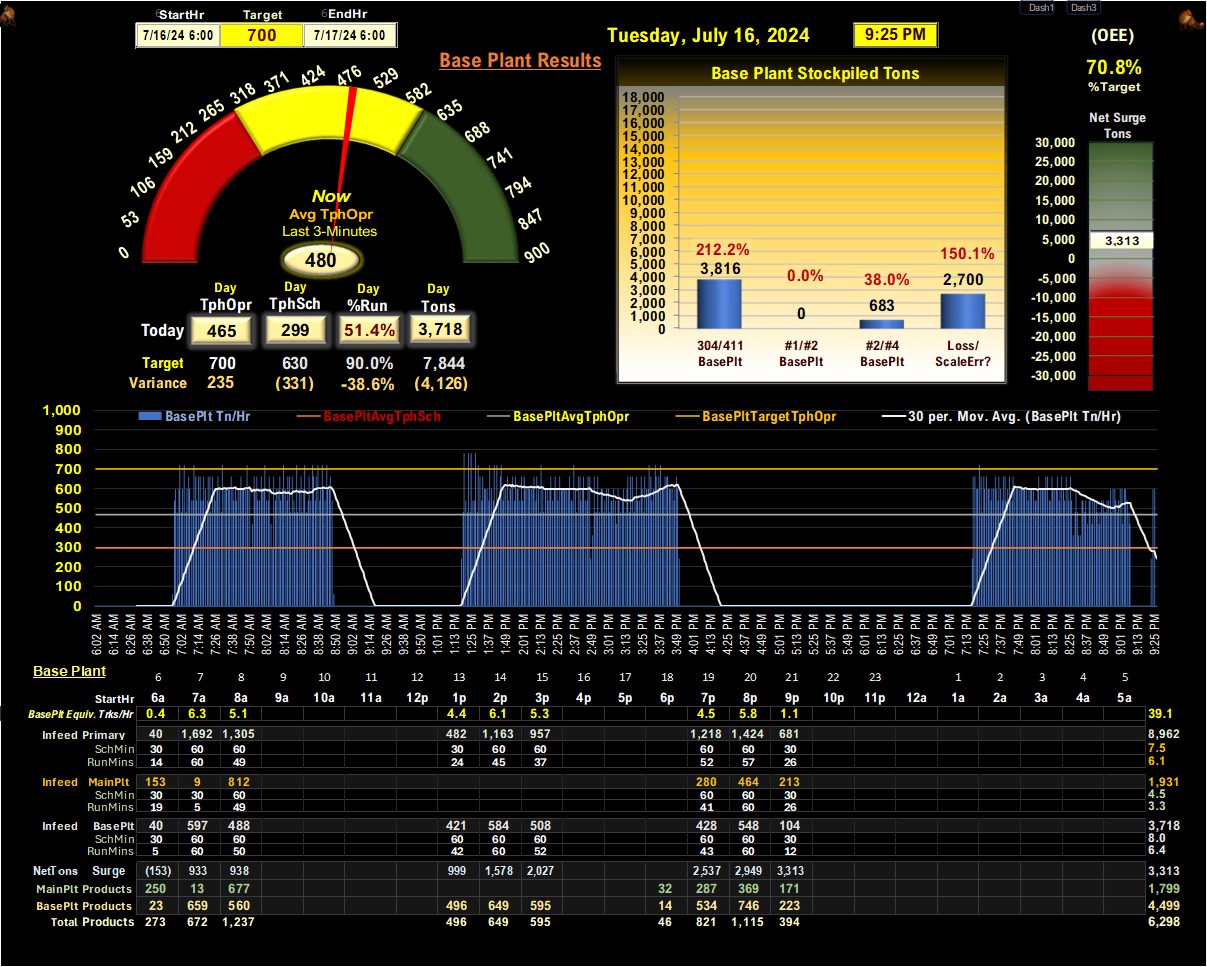 Dash1 Dash3
StartHr Target 6EndHr
7/16/24 6:00 700 7/17/24 6:00
Tuesday, July 16, 2024 9:25 PM
(OEE)
70.8%
%Target
Base Plant Results
0 53 106 159 212 265 318 371 424 476 529 582 635 688 741 794 847 900
Now
Avg TphOpr
Last 3-Minutes
480
Base Plant Stockpiled Tons
18,000
17,000
16,000
15,000
14,000
13,000
12,000
11,000
10,000
9,000
8,000
7,000
6,000
5,000
4,000
3,000
2,000
1,000
0
212.2% 0.0% 38.0% 150.1%
3,816 0 683 2,700
304/411 #1/#2 #2/#4 Loss/
BasePlt BasePlt BasePlt ScaleErr?
Net Surge
Tons
30,000
25,000
20,000
15,000
10,000
5,000
0
-5,000
-10,000
-15,000
-20,000
-25,000
-30,000
3,313
Day Day Day Day
TphOpr TphSch %Run Tons
Today 465 299 51.4% 3,718
Target 700 630 90.0% 7,844
Variance 235 (331) -38.6% (4,126)
BasePlt Tn/Hr BasePltAvgTphSch BasePltAvgTphOpr BasePltTargetTphOpr 30 per. Mov. Avg. (BasePlt Tn/Hr)
1,000
900
800
700
600
500
400
300
200
100
0
6:02 AM 6:14 AM 6:26 AM 6:38 AM 6:50 AM 7:02 AM 7:14 AM 7:26 AM 7:38 AM 7:50 AM 8:02 AM 8:14 AM 8:26 AM 8:38 AM 8:50 AM 9:02 AM 9:14 AM 9:26 AM 9:38 AM 9:50 AM 1:01 PM 1:13 PM 1:25 PM 1:37 PM 1:49 PM 2:01 PM 2:13 PM 2:25 PM 2:37 PM 2:49 PM 3:01 PM 3:13 PM 3:25 PM 3:37 PM 3:49 PM 4:01 PM 4:13 PM 4:25 PM 4:37 PM 4:49 PM 5:01 PM 5:13 PM 5:25 PM 5:37 PM 5:49 PM 6:01 PM 6:13 PM 6:25 PM 6:37 PM 6:49 PM 7:01 PM 7:13 PM 7:25 PM 7:37 PM 7:49 PM 8:01 PM 8:13 PM 8:25 PM 8:37 PM 8:49 PM 9:01 PM 9:13 PM 9:25 PM
Base Plant 6 7 8 9 10 11 12 13 14 15 16 17 18 19 20 21 22 23 1 2 3 4 5
StartHr 6a 7a 8a 9a 10a 11a 12p 1p 2p 3p 4p 5p 6p 7p 8p 9p 10p 11p 12a 1a 2a 3a 4a 5a
BasePlt Equiv. Trks/Hr 0.4 6.3 5.1 4.4 6.1 5.3 4.5 5.8 1.1 39.1
Infeed Primary 40 1,692 1,305 482 1,163 957 1,218 1,424 681 8,962
SchMin 30 60 60 30 60 60 60 60 30 7.5
RunMins 14 60 49 24 45 37 52 57 26 6.1
Infeed MainPlt 153 9 812 280 464 213 1,931
SchMin 30 30 60 60 60 30 4.5
RunMins 19 5 49 41 60 26 3.3
Infeed BasePlt 40 597 488 421 584 508 428 548 104 3,718
SchMin 30 60 60 60 60 60 60 60 30 8.0
RunMins 5 60 50 42 60 52 43 60 12 6.4
NetTons Surge (153) 933 938 999 1,578 2,027 2,537 2,949 3,313 3,313
MainPlt Products 250 13 677 32 287 369 171 1,799
BasePlt Products 23 659 560 496 649 595 14 534 746 223 4,499
Total Products 273 672 1,237 496 649 595 46 821 1,115 394 6,298